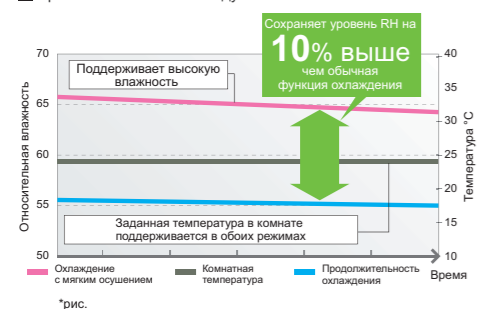 Сохраняет уровень RH на
10% выше
чем обычная
функция охлаждения
Поддерживает высокую
влажность
Относительная влажность
70
65
60
55
50
Температура °C
40
35
30
25
20
15
10
Заданная температура в комнате
поддерживается в обоих режимах
Охлаждение
с мягким осушением
Комнатная
температура
Продолжительность
охлаждения
Время
*рис.